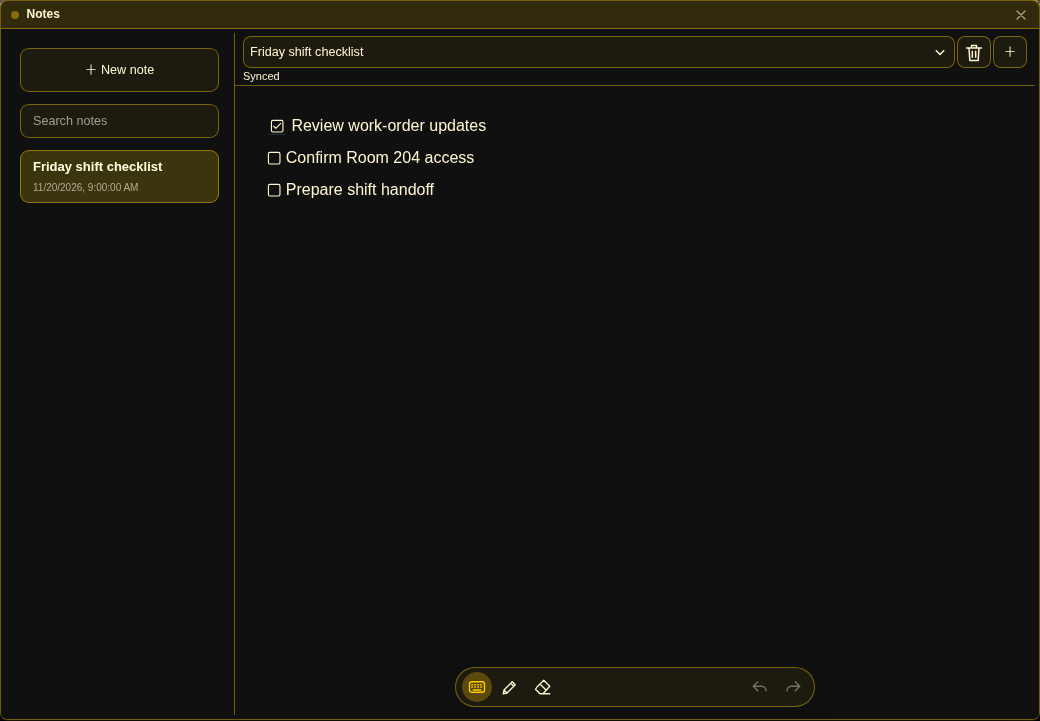 Notes
New note
Search notes
Friday shift checklist
11/20/2026, 9:00:00 AM
Friday shift checklist
Synced
Review work-order updates
Confirm Room 204 access
Prepare shift handoff